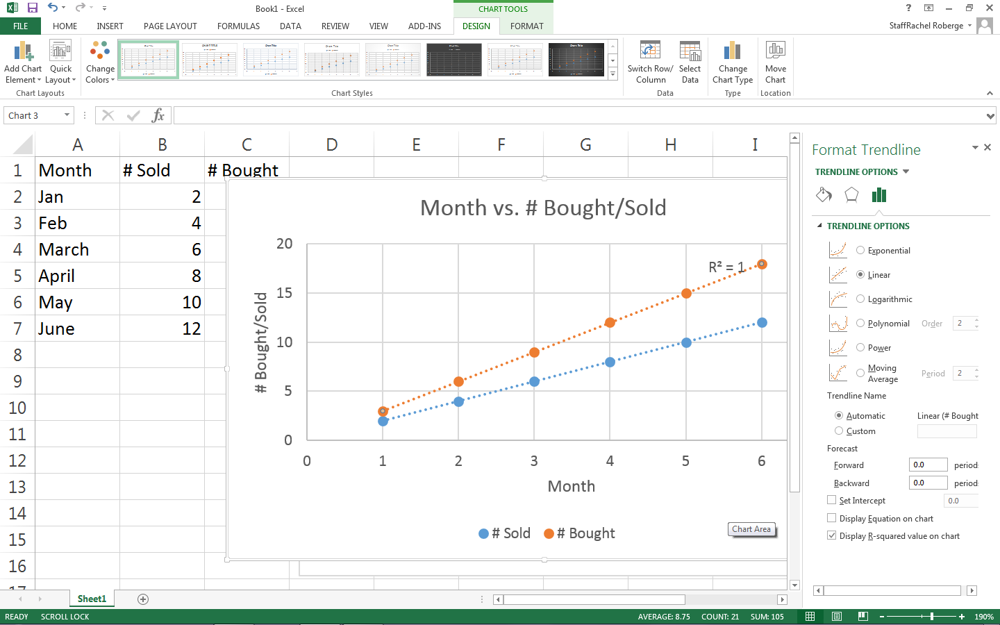 Book1 - Excel
CHART TOOLS
?
FILE HOME INSERT PAGE LAYOUT FORMULAS DATA REVIEW VIEW ADD-INS DESIGN FORMAT
StaffRachel Roberge
Add Chart Element
Quick Layout
Change Colors
Switch Row/ Column
Select Data
Change Chart Type
Move Chart
Chart Layouts
Chart Styles
Data
Type
Location
Chart 3
fx
A B C D E F G H I
1 Month # Sold # Bought
2 Jan 2
3 Feb 4
4 March 6
5 April 8
6 May 10
7 June 12
8
9
10
11
12
13
14
15
16
17
Month vs. # Bought/Sold
20
15
10
5
0
# Bought/Sold
R² = 1
0 1 2 3 4 5 6
Month
# Sold # Bought
Chart Area
Format Trendline
TRENDLINE OPTIONS
TRENDLINE OPTIONS
Exponential
Linear
Logarithmic
Polynomial Order 2
Power
Moving Average Period 2
Trendline Name
Automatic Linear (# Bought
Custom
Forecast
Forward 0.0 period
Backward 0.0 period
Set Intercept 0.0
Display Equation on chart
Display R-squared value on chart
Sheet1
READY SCROLL LOCK AVERAGE: 8.75 COUNT: 21 SUM: 105 190%